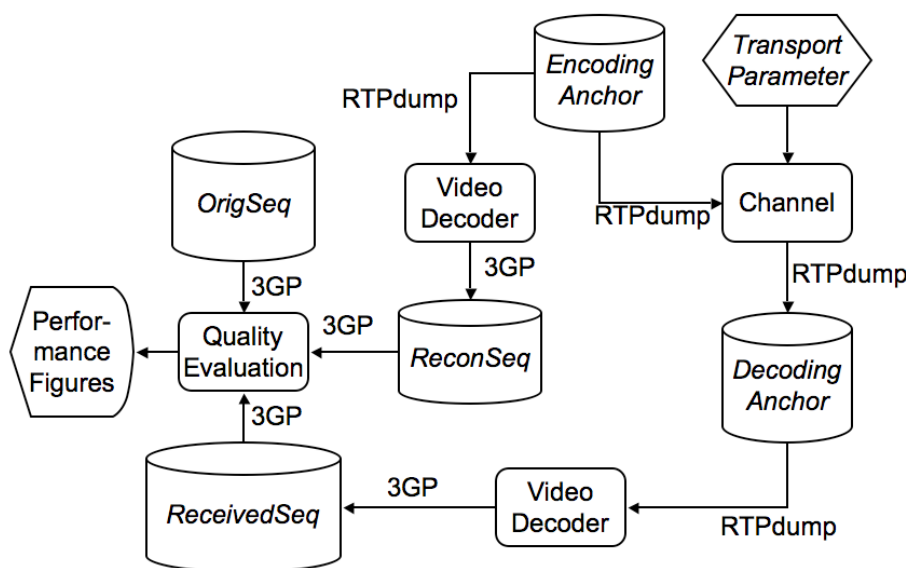 Encoding
Anchor
Transport
Parameter
RTPdump
OrigSeq
Video
Decoder
RTPdump
Channel
3GP
3GP
RTPdump
Perfor-
mance
Figures
Quality
Evaluation
3GP
ReconSeq
Decoding
Anchor
3GP
ReceivedSeq
3GP
Video
Decoder
RTPdump